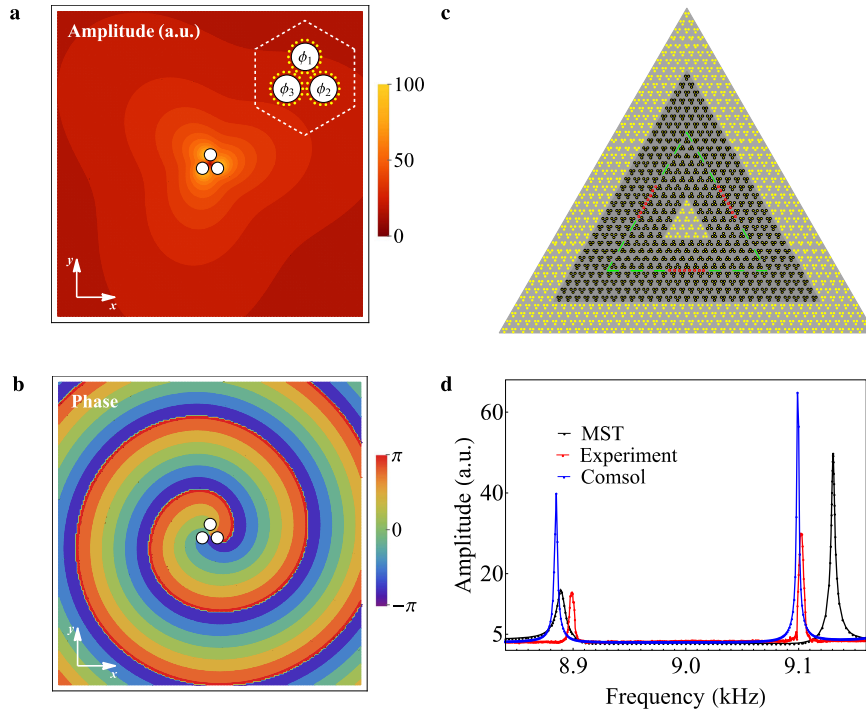 a
Amplitude (a.u.)
ϕ1
ϕ3 ϕ2
100
50
0
y
x
b
Phase
π
0
−π
y
x
c
d
60
40
20
5
Amplitude (a.u.)
MST
Experiment
Comsol
8.9 9.0 9.1
Frequency (kHz)